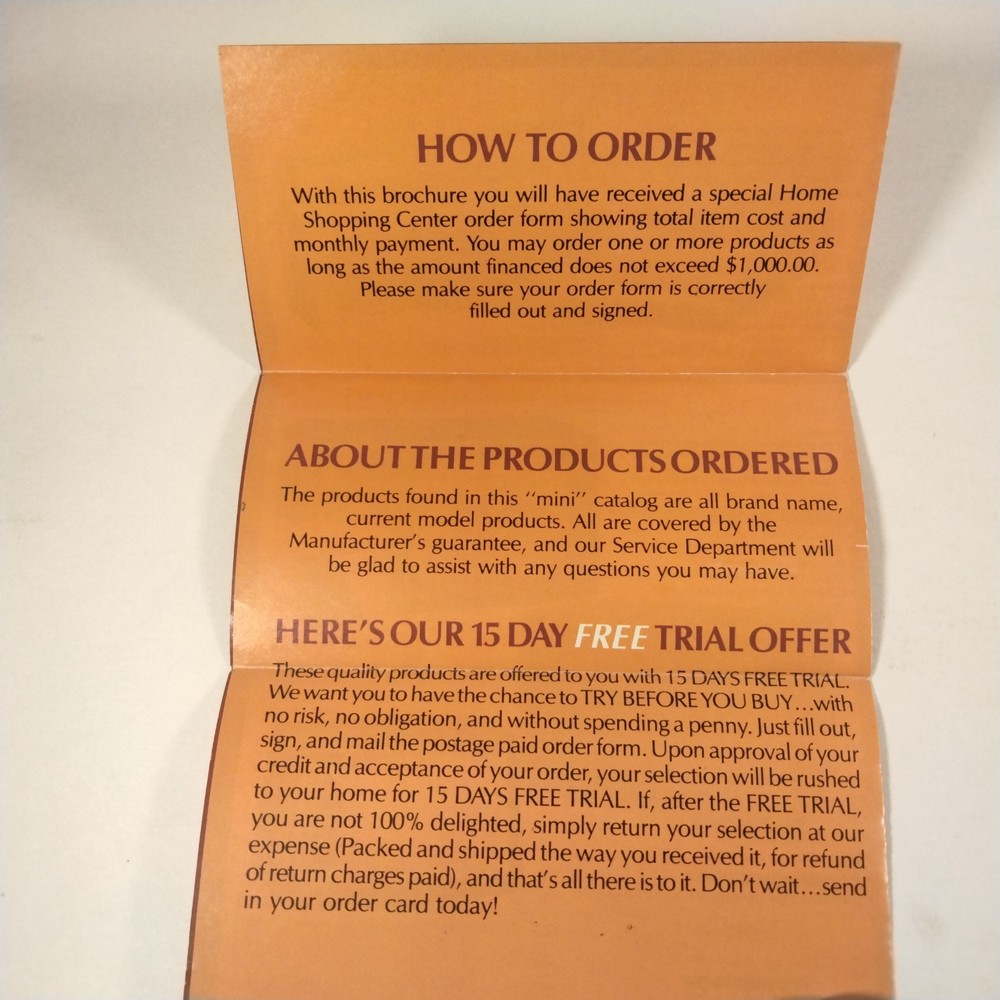 HOW TO ORDER
With this brochure you will have received a special Home
Shopping Center order form showing total item cost and
monthly payment. You may order one or more products as
long as the amount financed does not exceed $1,000.00.
Please make sure your order form is correctly
filled out and signed.
ABOUT THE PRODUCTS ORDERED
The products found in this "mini" catalog are all brand name,
current model products. All are covered by the
Manufacturer's guarantee, and our Service Department will
be glad to assist with any questions you may have.
HERE'S OUR 15 DAY FREE TRIAL OFFER
These quality products are offered to you with 15 DAYS FREE TRIAL.
We want you to have the chance to TRY BEFORE YOU BUY...with
no risk, no obligation, and without spending a penny. Just fill out,
sign, and mail the postage paid order form. Upon approval of your
credit and acceptance of your order, your selection will be rushed
to your home for 15 DAYS FREE TRIAL. If, after the FREE TRIAL,
you are not 100% delighted, simply return your selection at our
expense (Packed and shipped the way you received it, for refund
of return charges paid), and that's all there is to it. Don't wait...send
in your order card today!